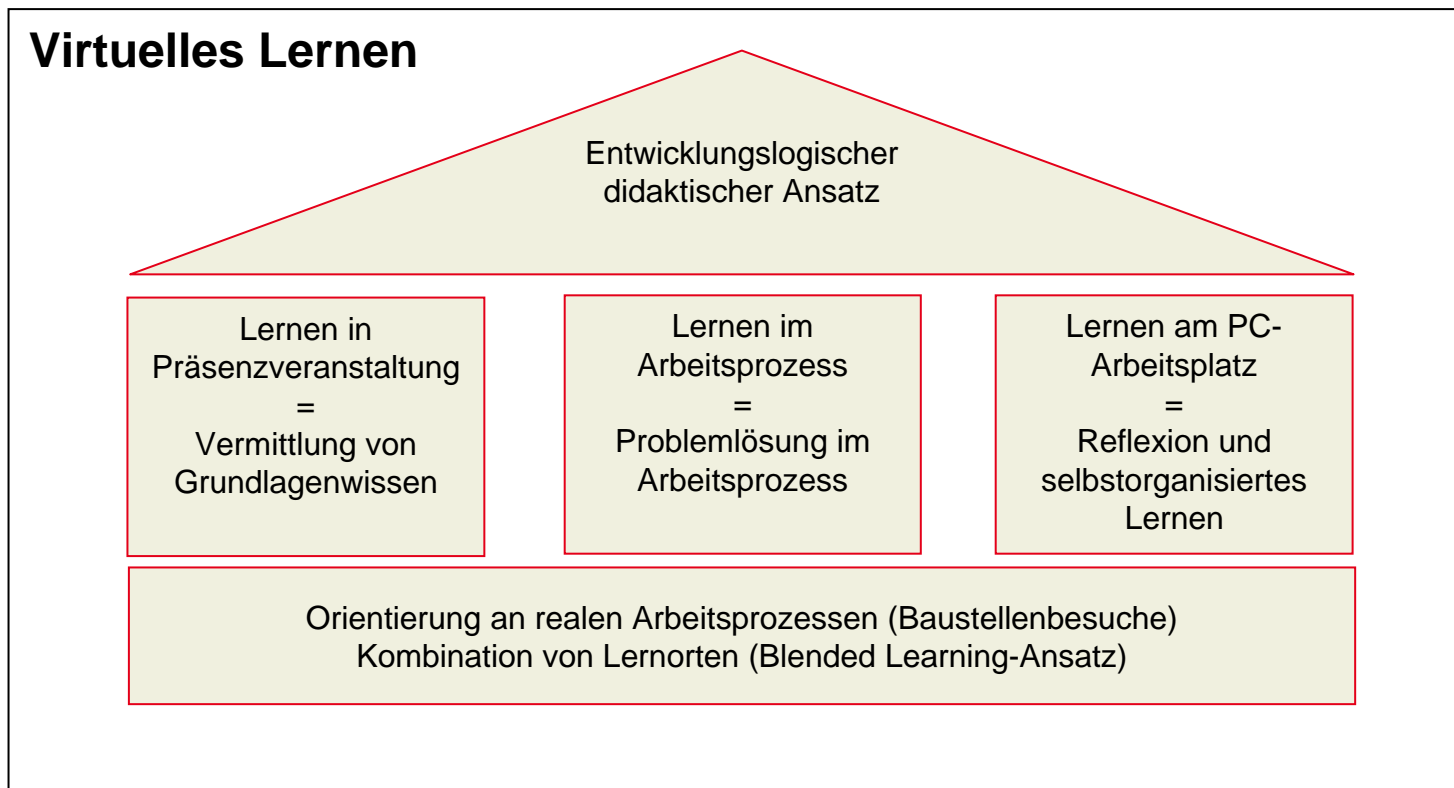 Virtuelles Lernen
Entwicklungslogischer
didaktischer Ansatz
Lernen in
Präsenzveranstaltung
=
Vermittlung von
Grundlagenwissen
Lernen im
Arbeitsprozess
=
Problemlösung im
Arbeitsprozess
Lernen am PC-
Arbeitsplatz
=
Reflexion und
selbstorganisiertes
Lernen
Orientierung an realen Arbeitsprozessen (Baustellenbesuche)
Kombination von Lernorten (Blended Learning-Ansatz)